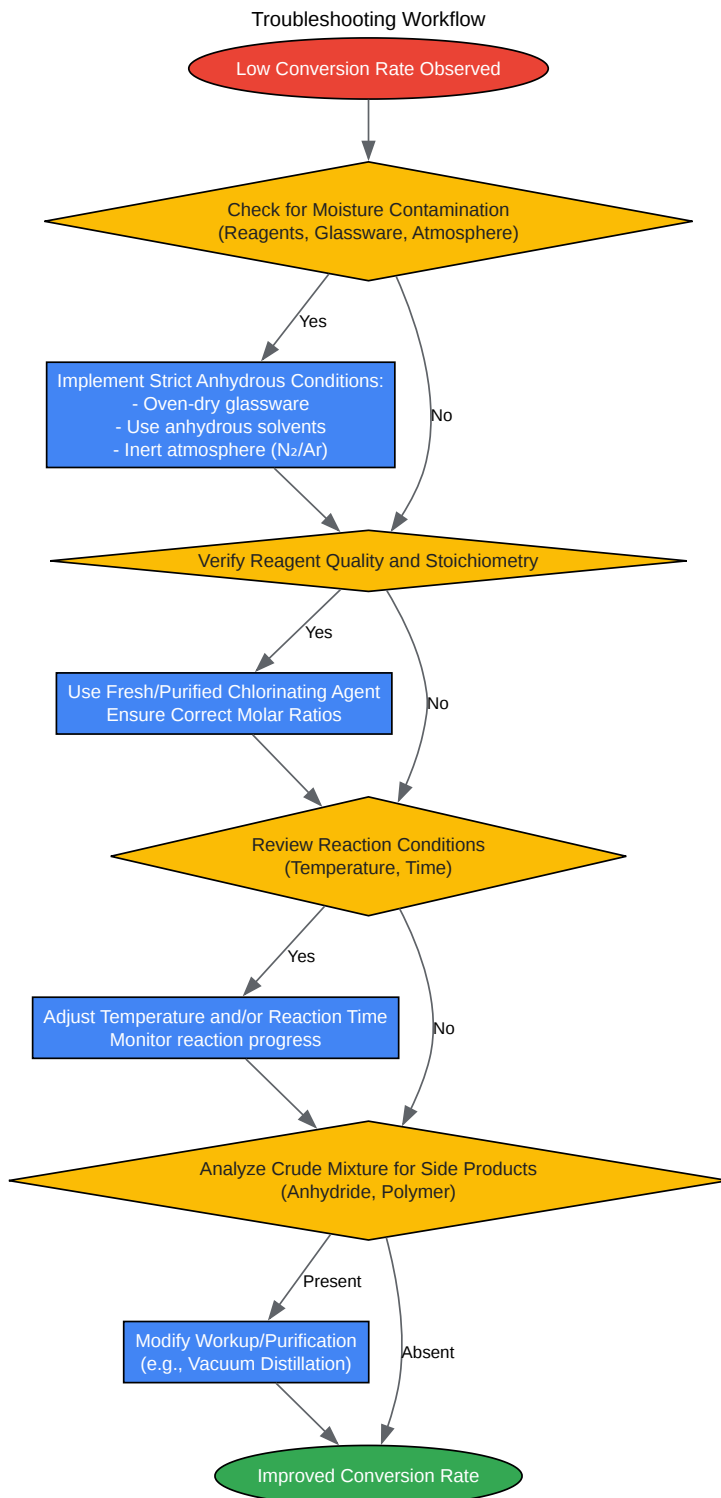 Troubleshooting Workflow
Low Conversion Rate Observed
Check for Moisture Contamination
(Reagents, Glassware, Atmosphere)
Yes
Implement Strict Anhydrous Conditions:
- Oven-dry glassware
- Use anhydrous solvents
- Inert atmosphere (N₂/Ar)
No
Verify Reagent Quality and Stoichiometry
Yes
Use Fresh/Purified Chlorinating Agent
Ensure Correct Molar Ratios
No
Review Reaction Conditions
(Temperature, Time)
Yes
Adjust Temperature and/or Reaction Time
Monitor reaction progress
No
Analyze Crude Mixture for Side Products
(Anhydride, Polymer)
Present
Modify Workup/Purification
(e.g., Vacuum Distillation)
Absent
Improved Conversion Rate